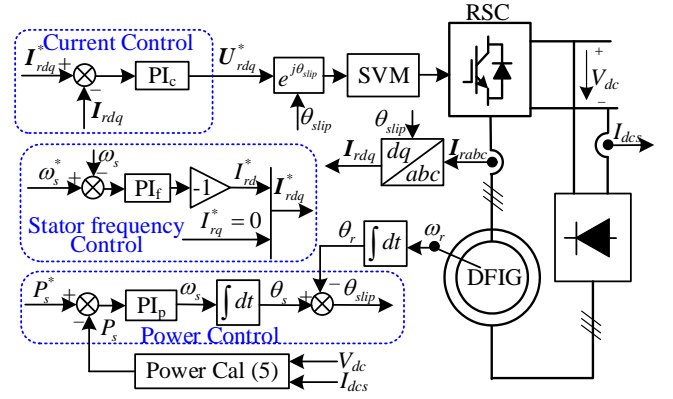 Current Control
I*rdq
+
−
PIc
Irdq
U*rdq
e^jθslip
θslip
SVM
RSC
+
Vdc
−
Idcs
θslip
Irdq
dq
abc
Irabc
ω*s
ωs
+
−
PIf
-1
I*rd
I*rdq
I*rq = 0
Stator frequency
Control
θr
∫dt
ωr
DFIG
P*s
+
−
PIp
ωs
∫dt
θs
+
−
θslip
Ps
Power Control
Power Cal (5)
Vdc
Idcs